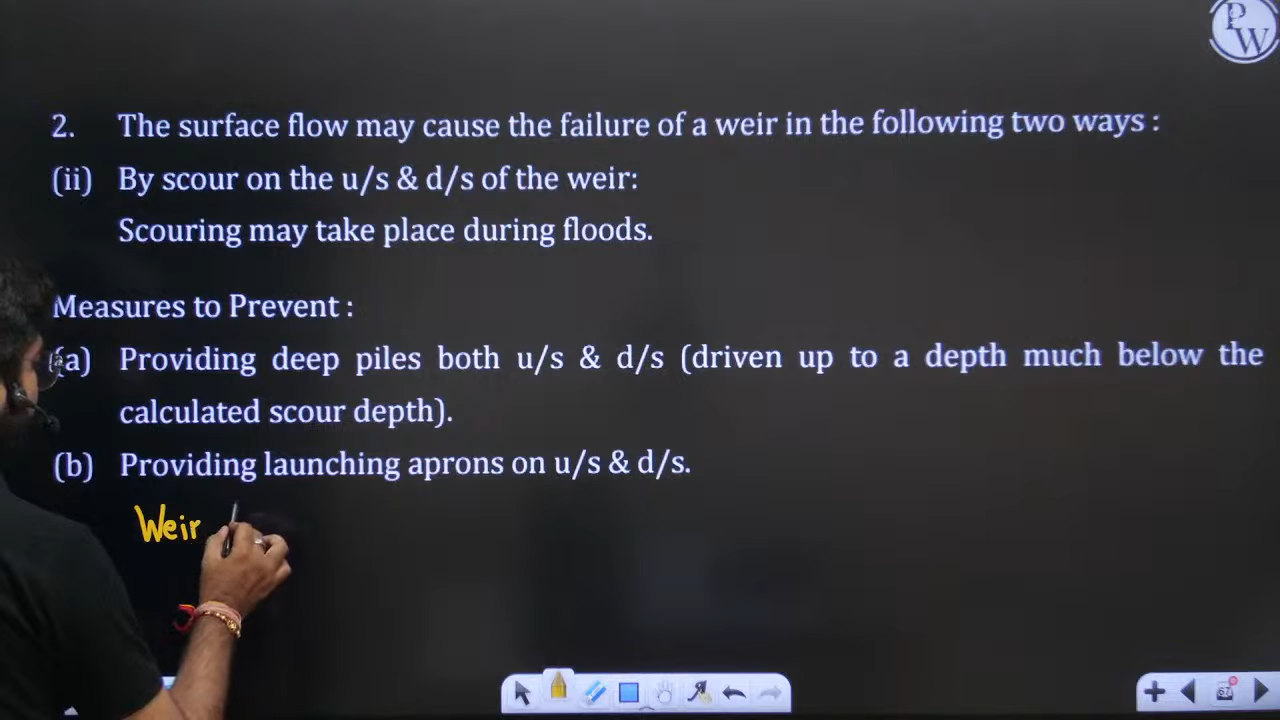 PW
2. The surface flow may cause the failure of a weir in the following two ways :
(ii) By scour on the u/s & d/s of the weir:
Scouring may take place during floods.
Measures to Prevent :
(a) Providing deep piles both u/s & d/s (driven up to a depth much below the
calculated scour depth).
(b) Providing launching aprons on u/s & d/s.
Weir
67